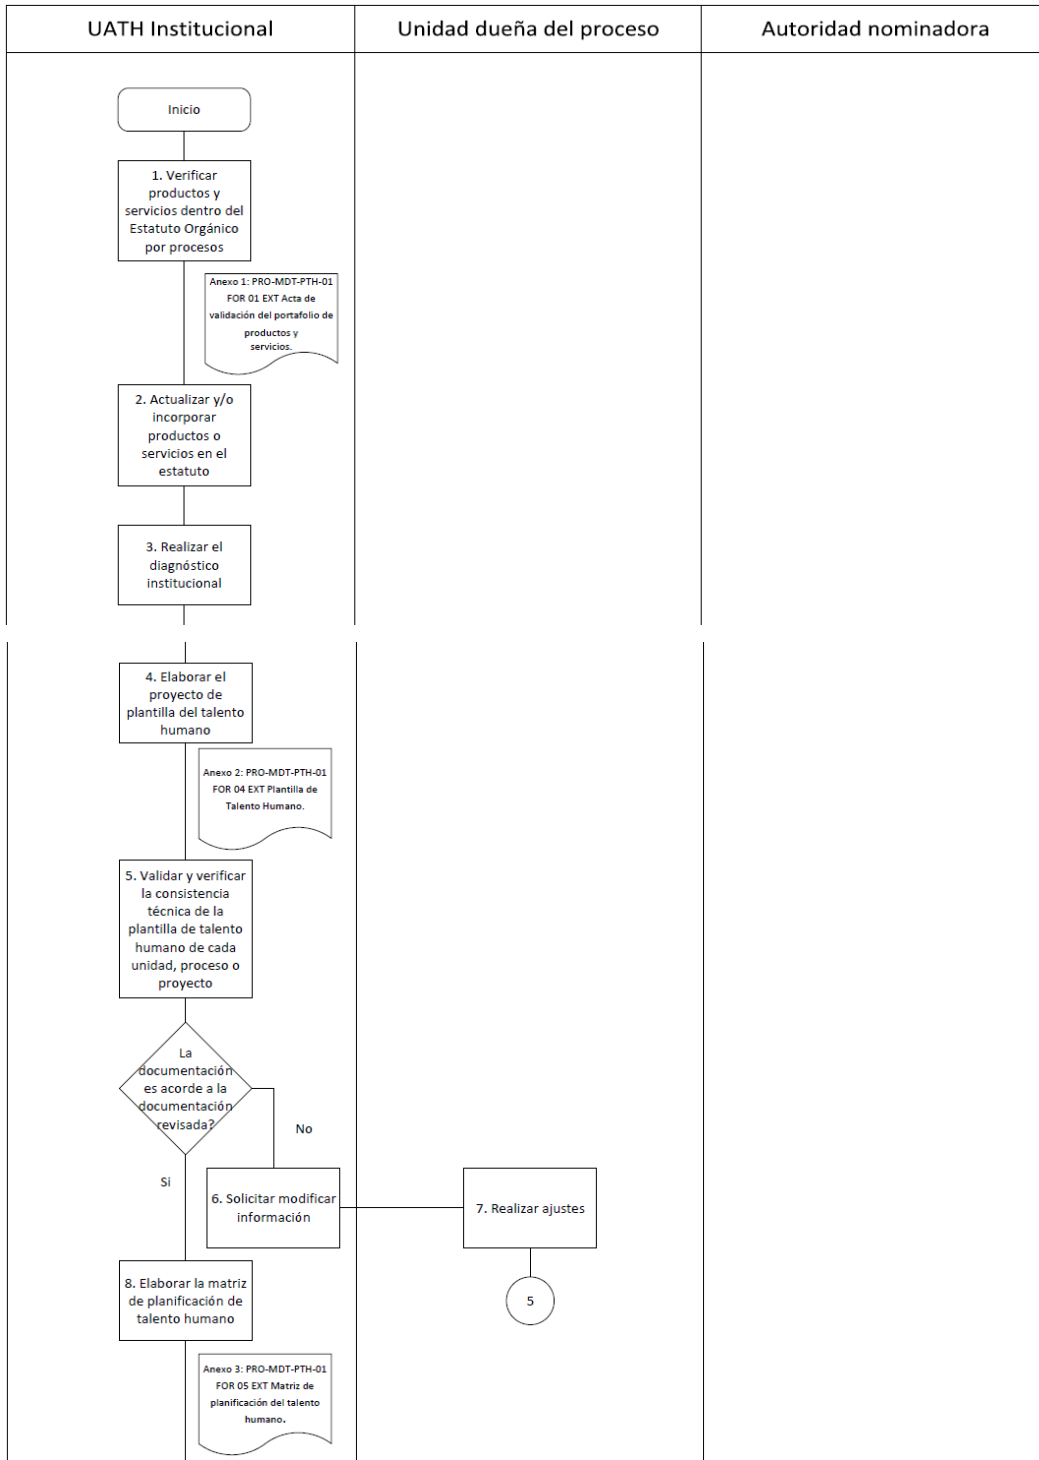 UATH Institucional
Unidad dueña del proceso
Autoridad nominadora
Inicio
1. Verificar
productos y
servicios dentro del
Estatuto Orgánico
por procesos
Anexo 1: PRO-MDT-PTH-01
FOR 01 EXT Acta de
validación del portafolio de
productos y
servicios.
2. Actualizar y/o
incorporar
productos o
servicios en el
estatuto
3. Realizar el
diagnóstico
institucional
4. Elaborar el
proyecto de
plantilla del talento
humano
Anexo 2: PRO-MDT-PTH-01
FOR 04 EXT Plantilla de
Talento Humano.
5. Validar y verificar
la consistencia
técnica de la
plantilla de talento
humano de cada
unidad, proceso o
proyecto
La
documentación
es acorde a la
documentación
revisada?
No
Si
6. Solicitar modificar
información
7. Realizar ajustes
5
8. Elaborar la matriz
de planificación de
talento humano
Anexo 3: PRO-MDT-PTH-01
FOR 05 EXT Matriz de
planificación del talento
humano.